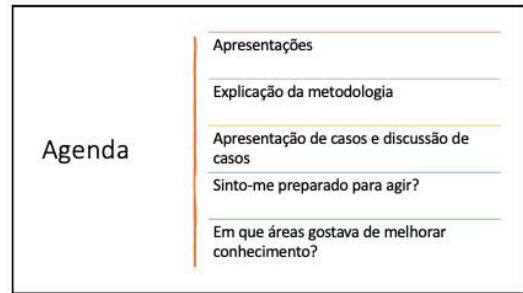 Agenda
Apresentações
Explicação da metodologia
Apresentação de casos e discussão de
casos
Sinto-me preparado para agir?
Em que áreas gostava de melhorar
conhecimento?